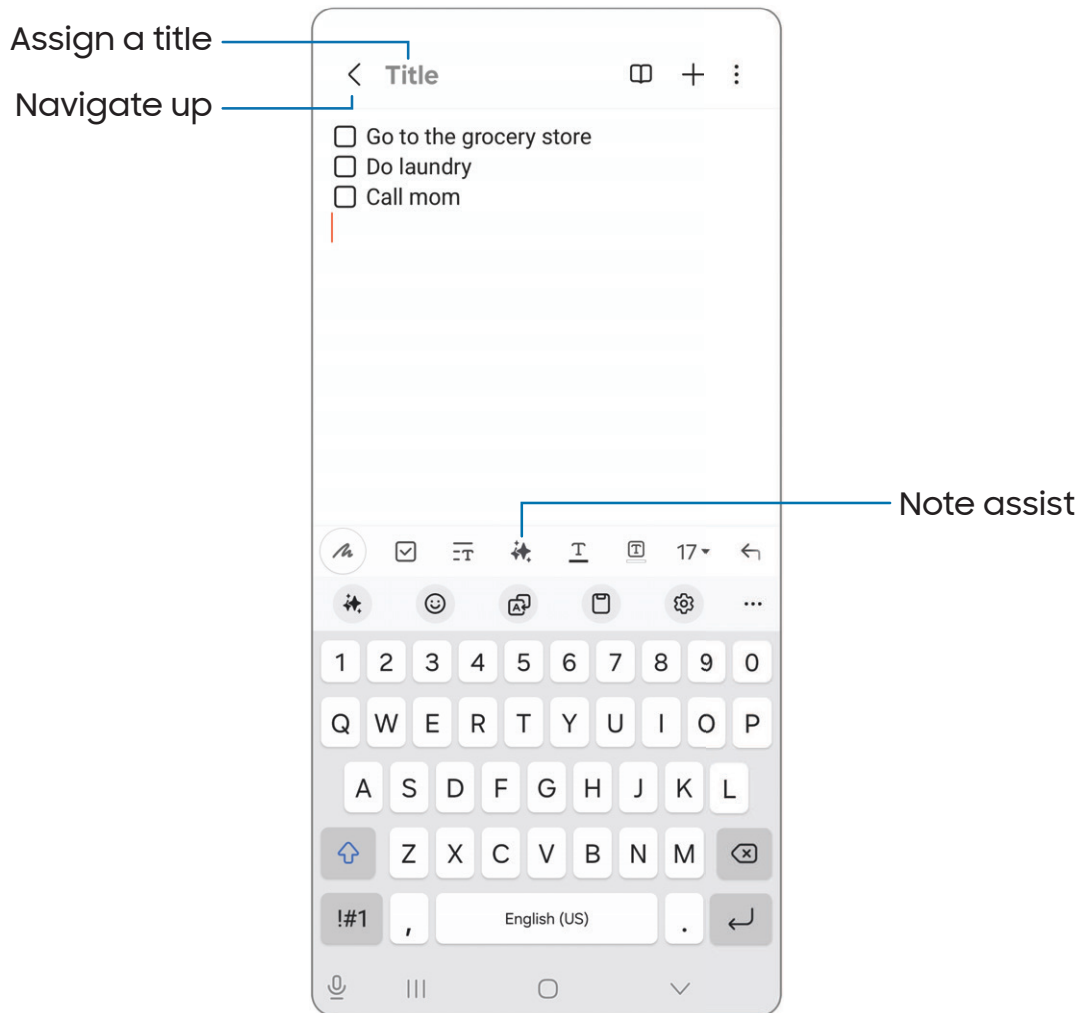 Assign a title
Title
Navigate up
Go to the grocery store
Do laundry
Call mom
Note assist
T T T 17
A
1 2 3 4 5 6 7 8 9 0
Q W E R T Y U I O P
A S D F G H J K L
Z X C V B N M
!#1 , English (US) .